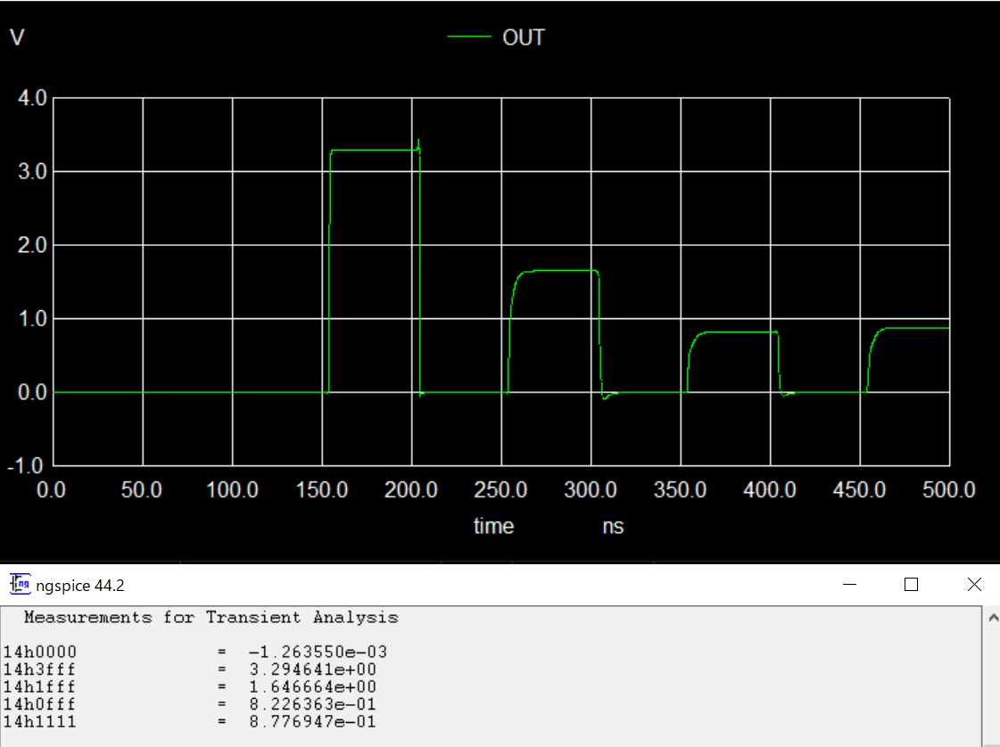 V OUT
4.0
3.0
2.0
1.0
0.0
-1.0
0.0 50.0 100.0 150.0 200.0 250.0 300.0 350.0 400.0 450.0 500.0
time ns
ngspice 44.2
Measurements for Transient Analysis
14h0000 = -1.263550e-03
14h3fff = 3.294641e+00
14h1fff = 1.646664e+00
14h0fff = 8.226363e-01
14h1111 = 8.776947e-01